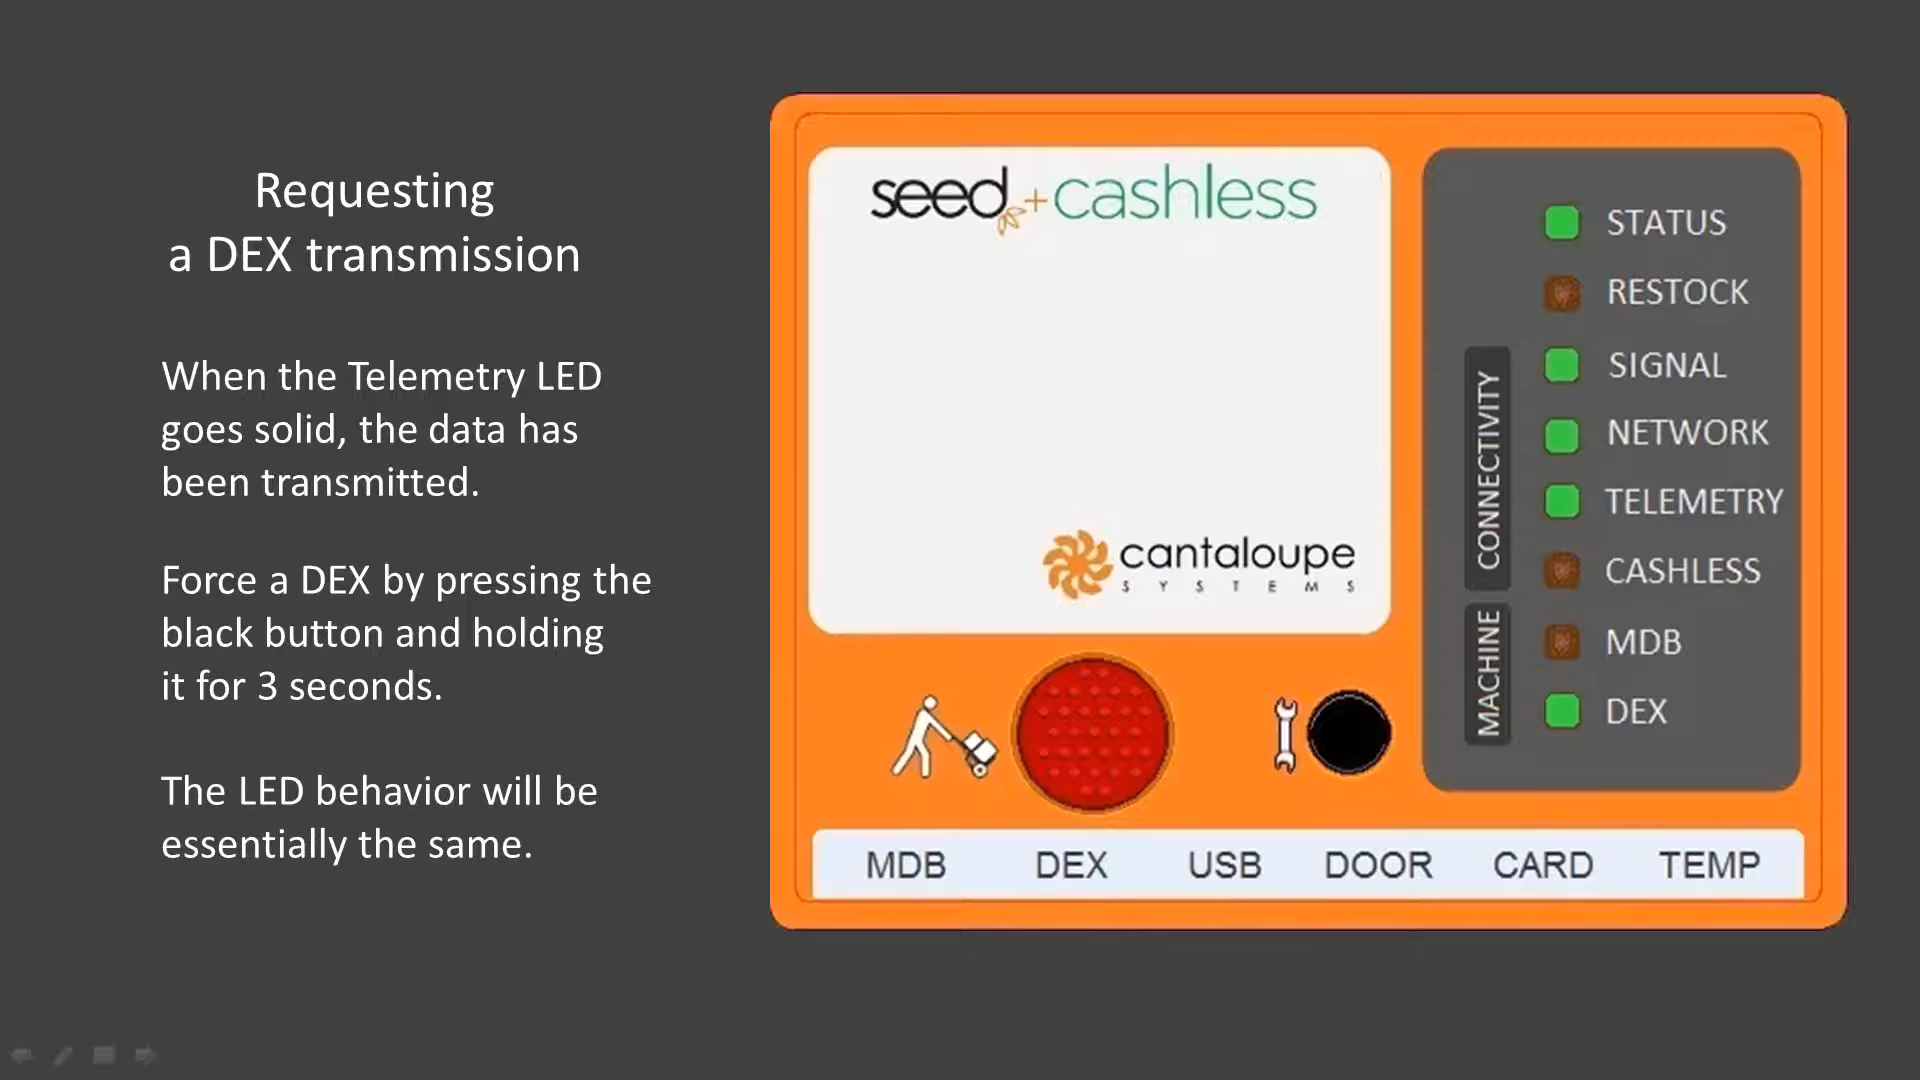 Requesting
a DEX transmission
When the Telemetry LED
goes solid, the data has
been transmitted.
Force a DEX by pressing the
black button and holding
it for 3 seconds.
The LED behavior will be
essentially the same.
seed+cashless
cantaloupe
SYSTEMS
STATUS
RESTOCK
CONNECTIVITY
SIGNAL
NETWORK
TELEMETRY
CASHLESS
MACHINE
MDB
DEX
MDB DEX USB DOOR CARD TEMP